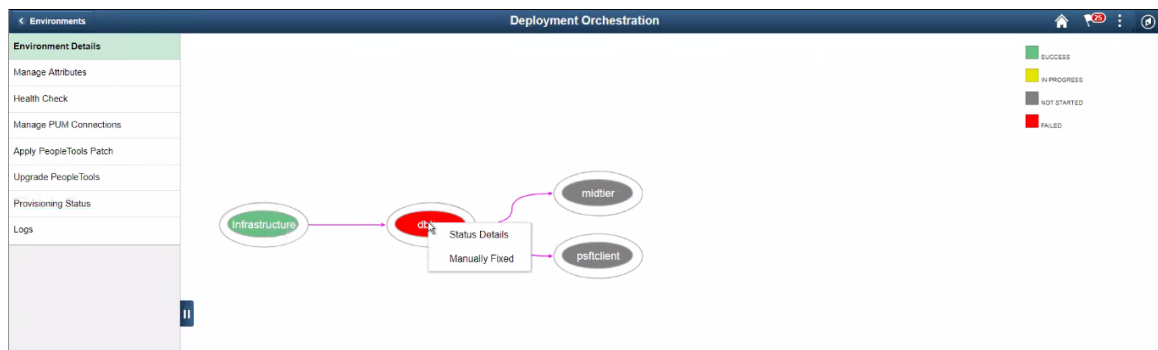 Environments
Deployment Orchestration
25
Environment Details
Manage Attributes
Health Check
Manage PUM Connections
Apply PeopleTools Patch
Upgrade PeopleTools
Provisioning Status
Logs
SUCCESS
IN PROGRESS
NOT STARTED
FAILED
Infrastructure
midtier
psftclient
Status Details
Manually Fixed